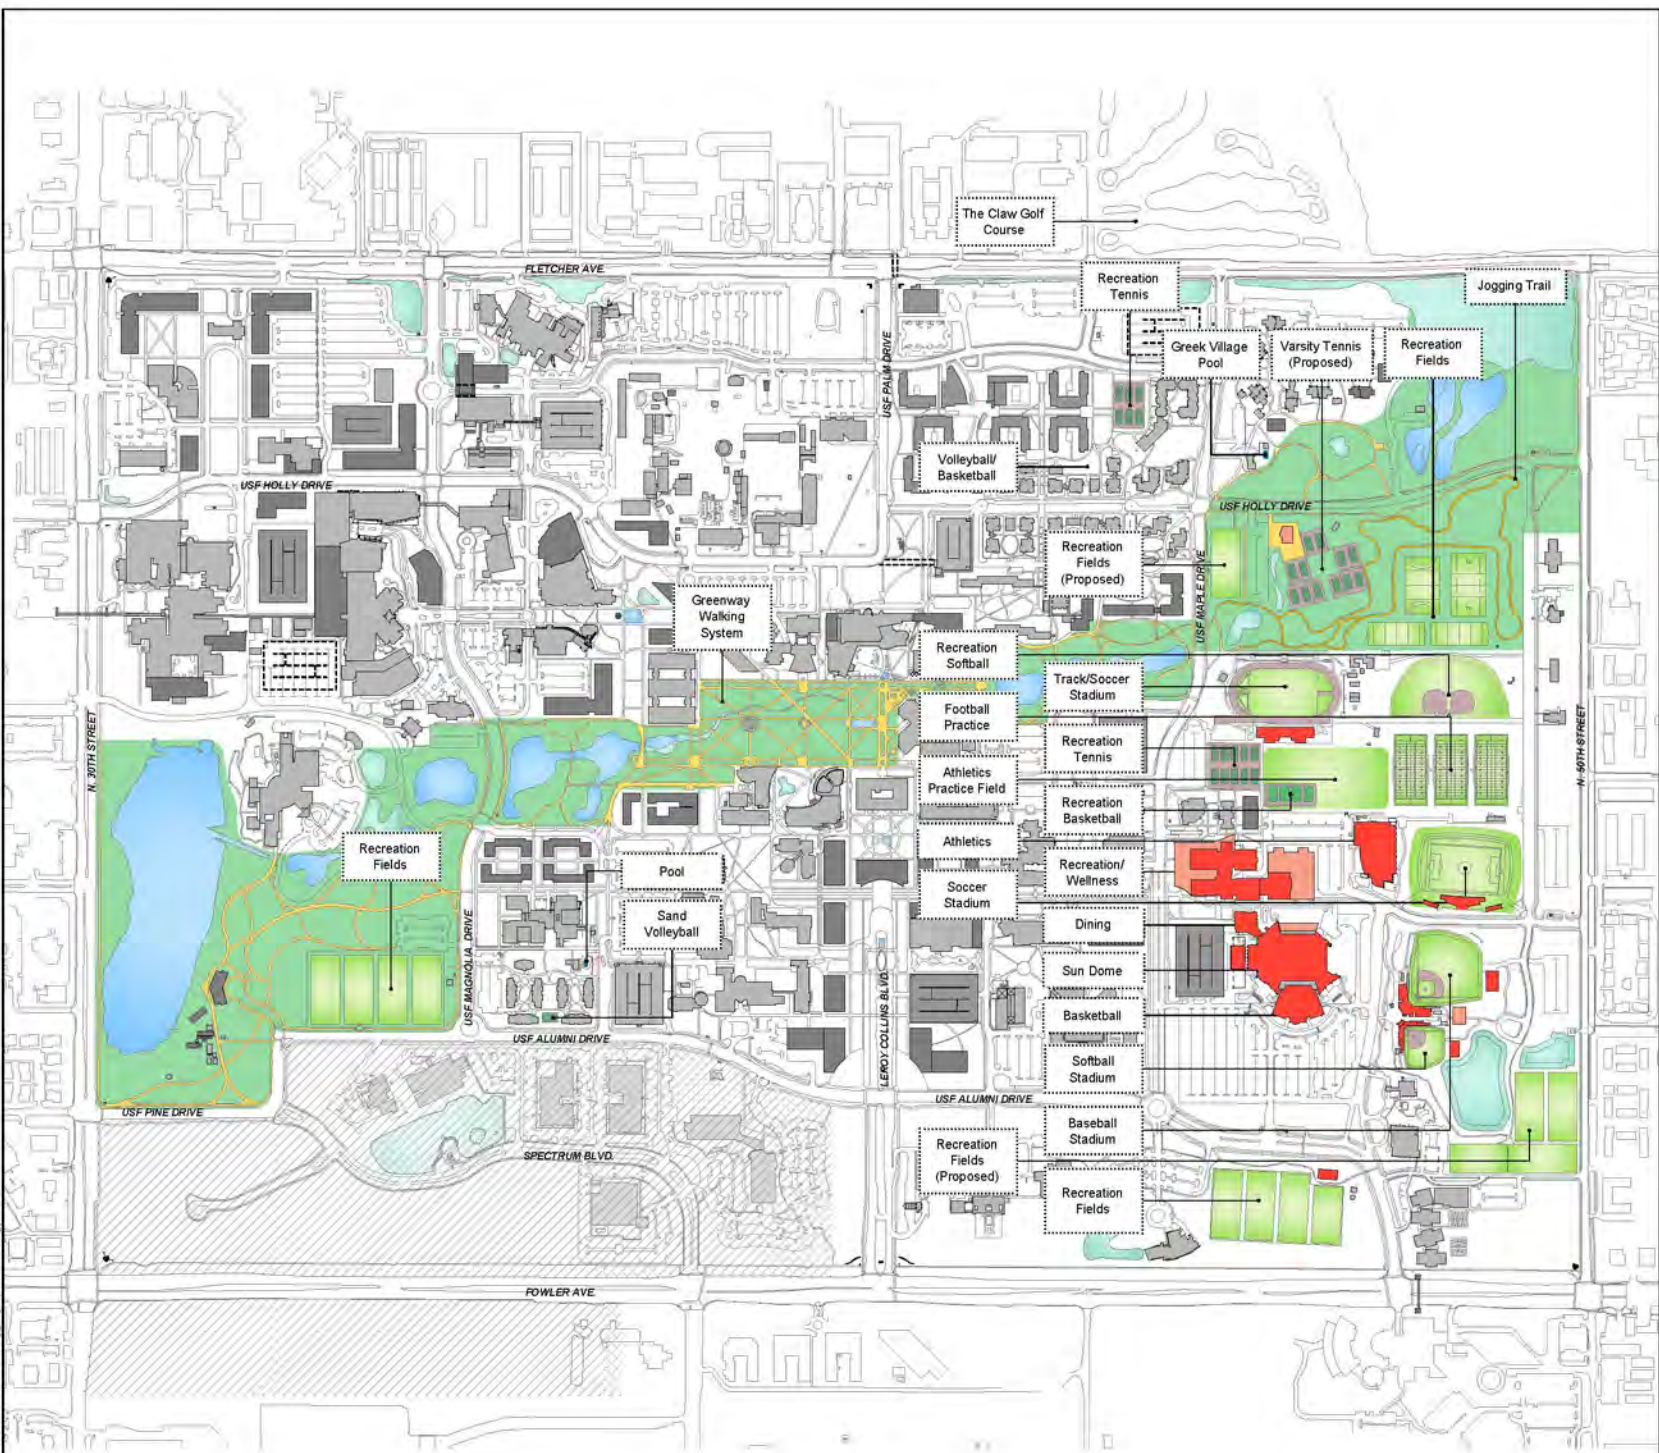 The Claw Golf
Course
FLETCHER AVE.
Recreation
Tennis
Jogging Trail
Greek Village
Pool
Varsity Tennis
(Proposed)
Recreation
Fields
USF PALM DRIVE
Volleyball/
Basketball
USF HOLLY DRIVE
USF HOLLY DRIVE
Recreation
Fields
(Proposed)
USF MAPLE DRIVE
Greenway
Walking
System
Recreation
Softball
Track/Soccer
Stadium
Football
Practice
N. 30TH STREET
N. 50TH STREET
Recreation
Tennis
Athletics
Practice Field
Recreation
Basketball
Athletics
Recreation
Fields
Pool
Recreation/
Wellness
Soccer
Stadium
Sand
Volleyball
Dining
USF MAGNOLIA DRIVE
Sun Dome
Basketball
LEROY COLLINS BLVD.
USF ALUMNI DRIVE
Softball
Stadium
USF ALUMNI DRIVE
USF PINE DRIVE
Baseball
Stadium
Recreation
Fields
(Proposed)
SPECTRUM BLVD.
Recreation
Fields
FOWLER AVE.